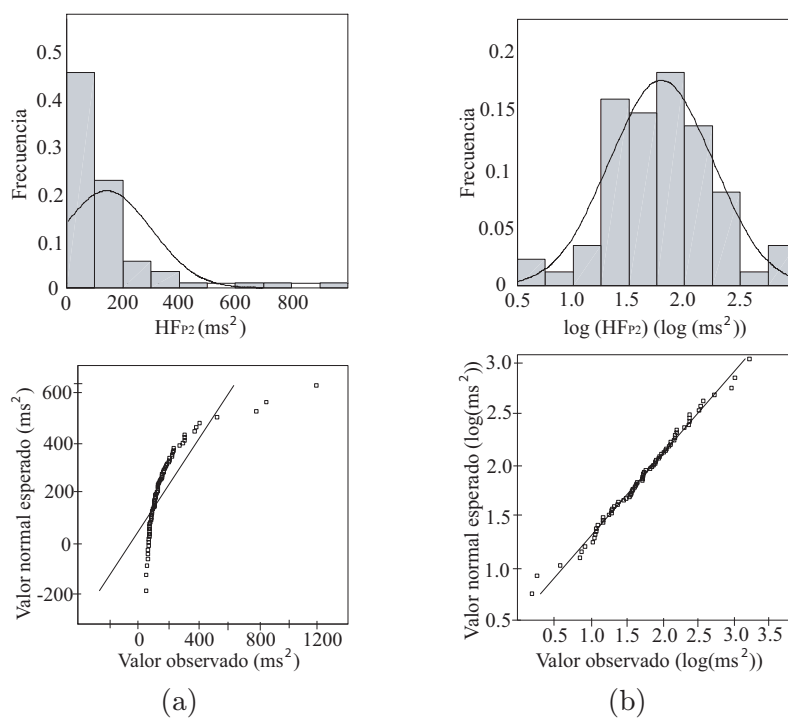 0.5
0.4
0.3
0.2
0.1
0
Frecuencia
0 200 400 600 800
HF_P2 (ms²)
0.2
0.15
0.1
0.05
0
Frecuencia
0.5 1.0 1.5 2.0 2.5
log (HF_P2) (log (ms²))
600
400
200
0
-200
Valor normal esperado (ms²)
0 400 800 1200
Valor observado (ms²)
(a)
3.0
2.5
2.0
1.5
1.0
0.5
Valor normal esperado (log(ms²))
0.5 1.0 1.5 2.0 2.5 3.0 3.5
Valor observado (log(ms²))
(b)